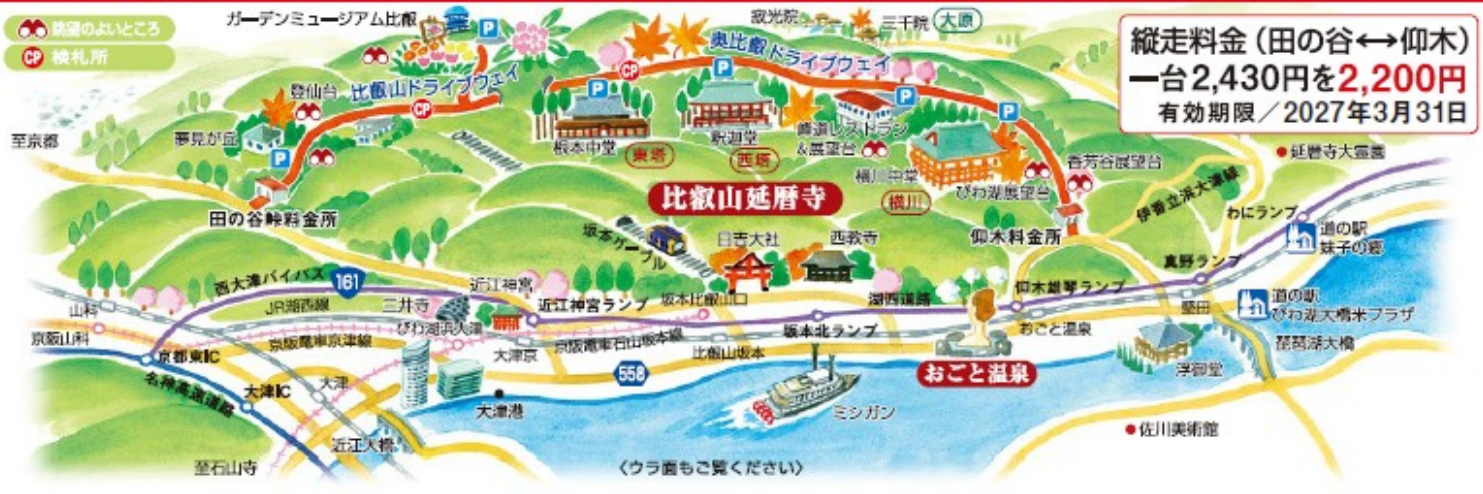 眺望のよいところ
CP 検札所
ガーデンミュージアム比叡
P
寂光院
三千院
大原
縦走料金(田の谷↔仰木)
一台2,430円を2,200円
有効期限/2027年3月31日
奥比叡ドライブウェイ
CP
P
比叡山ドライブウェイ
CP
登仙台
至京都
夢見が丘
P
P
根本中堂
東塔
釈迦堂
西塔
峰道レストラン
&展望台
P
P
横川中堂
横川
びわ湖展望台
香芳谷展望台
延暦寺大霊園
伊香立浜大津線
田の谷峠料金所
比叡山延暦寺
仰木料金所
わにランプ
道の駅
妹子の郷
坂本ケーブル
日吉大社
西教寺
真野ランプ
西大津バイパス
161
近江神宮
近江神宮ランプ
坂本比叡山口
湖西道路
仰木雄琴ランプ
道の駅
びわ湖大橋米プラザ
山科
JR湖西線
三井寺
びわ湖浜大津
京阪山科
京阪電車京津線
大津京
京阪電車石山坂本線
坂本北ランプ
比叡山坂本
おごと温泉
堅田
琵琶湖大橋
京都東IC
名神高速道路
大津IC
大津
558
おごと温泉
浮御堂
大津港
ミシガン
近江大橋
至石山寺
佐川美術館
〈ウラ面もご覧ください〉